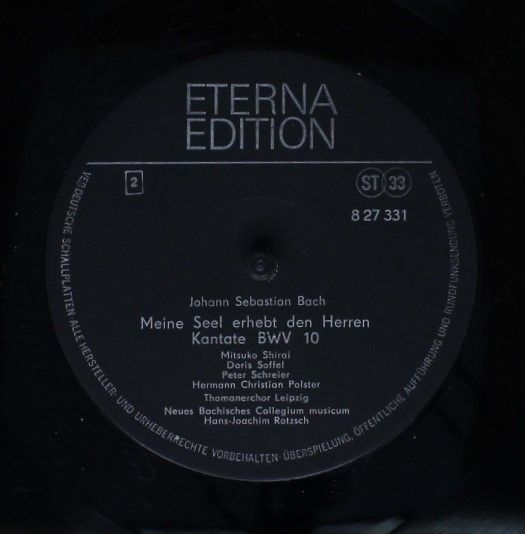 ETERNA
EDITION
2
ST 33
8 27 331
Johann Sebastian Bach
Meine Seel erhebt den Herren
Kantate BWV 10
Mitsuko Shirai
Doris Soffel
Peter Schreier
Hermann Christian Polster
Thomanerchor Leipzig
Neues Bachisches Collegium musicum
Hans-Joachim Rotzsch
VEB DEUTSCHE SCHALLPLATTEN ALLE HERSTELLER- UND URHEBERRECHTE VORBEHALTEN · ÜBERSPIELUNG, ÖFFENTLICHE AUFFÜHRUNG UND RUNDFUNKSENDUNG VERBOTEN